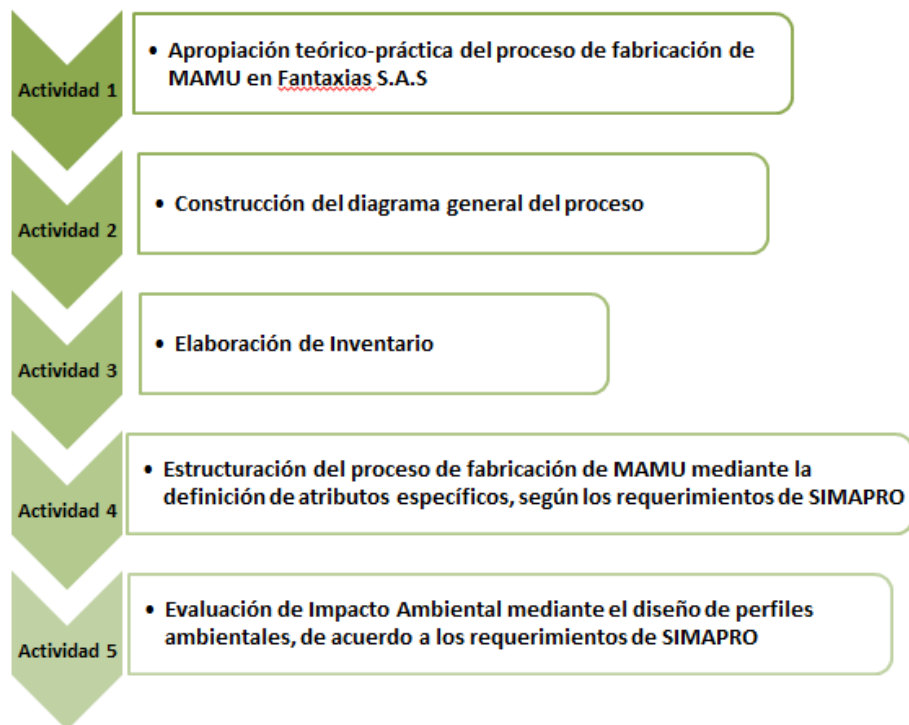 Actividad 1
• Apropiación teórico-práctica del proceso de fabricación de
MAMU en Fantaxias S.A.S
Actividad 2
• Construcción del diagrama general del proceso
Actividad 3
• Elaboración de Inventario
Actividad 4
• Estructuración del proceso de fabricación de MAMU mediante la
definición de atributos específicos, según los requerimientos de SIMAPRO
Actividad 5
• Evaluación de Impacto Ambiental mediante el diseño de perfiles
ambientales, de acuerdo a los requerimientos de SIMAPRO